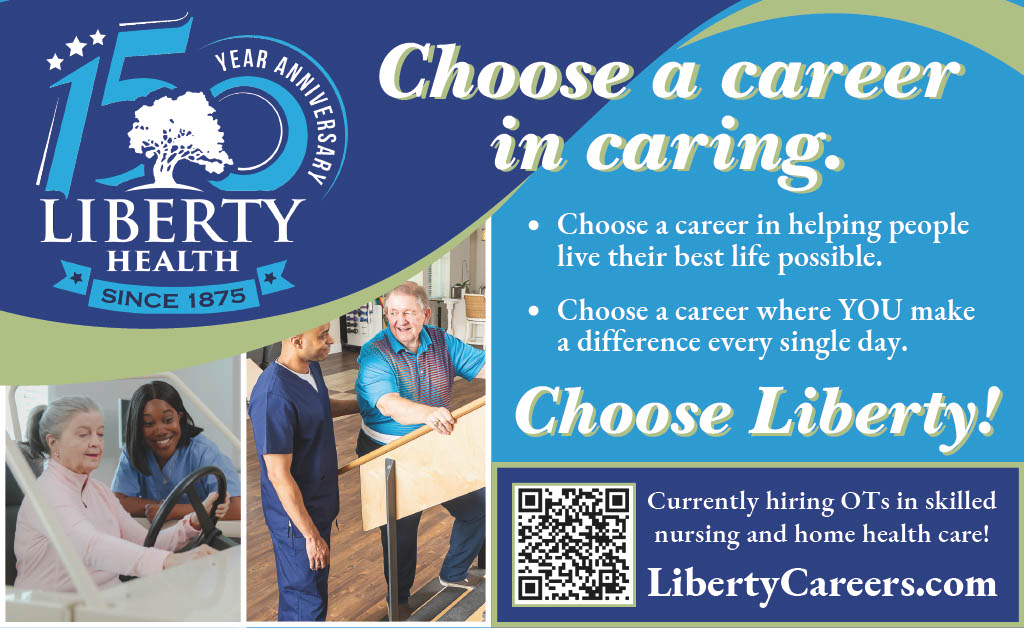 150
YEAR ANNIVERSARY
LIBERTY
HEALTH
SINCE 1875
Choose a career
in caring.
• Choose a career in helping people
live their best life possible.
• Choose a career where YOU make
a difference every single day.
Choose Liberty!
Currently hiring OTs in skilled
nursing and home health care!
LibertyCareers.com